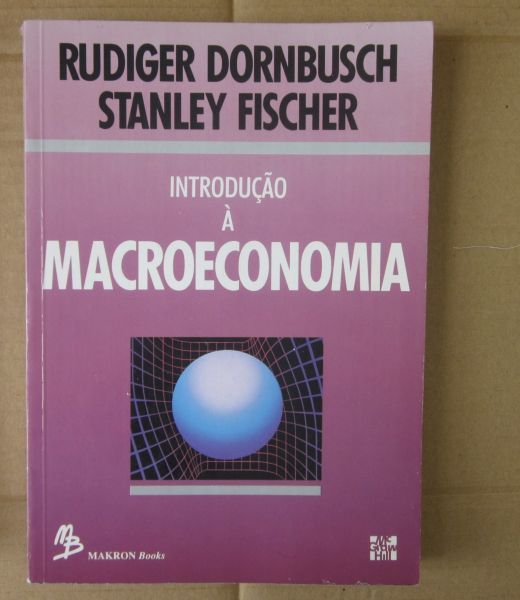 RUDIGER DORNBUSCH
STANLEY FISCHER
INTRODUÇÃO
À
MACROECONOMIA
MB
MAKRON Books
Mc
Graw
Hill